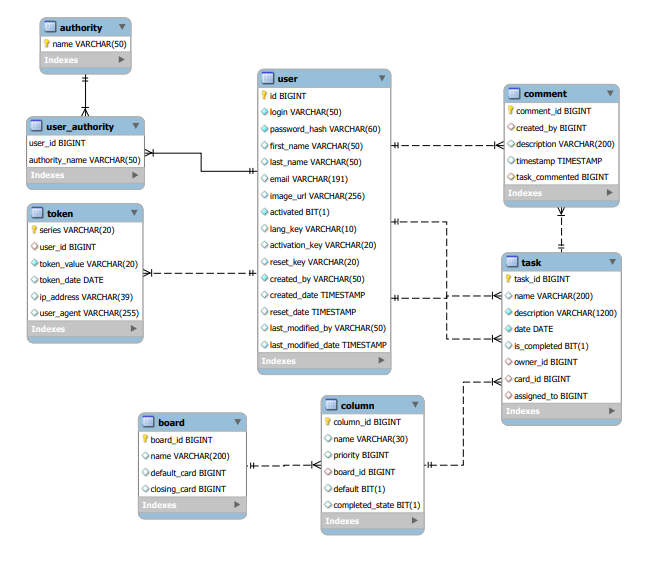 authority
name VARCHAR(50)
Indexes
user_authority
user_id BIGINT
authority_name VARCHAR(50)
Indexes
token
series VARCHAR(20)
user_id BIGINT
token_value VARCHAR(20)
token_date DATE
ip_address VARCHAR(39)
user_agent VARCHAR(255)
Indexes
user
id BIGINT
login VARCHAR(50)
password_hash VARCHAR(60)
first_name VARCHAR(50)
last_name VARCHAR(50)
email VARCHAR(191)
image_url VARCHAR(256)
activated BIT(1)
lang_key VARCHAR(10)
activation_key VARCHAR(20)
reset_key VARCHAR(20)
created_by VARCHAR(50)
created_date TIMESTAMP
reset_date TIMESTAMP
last_modified_by VARCHAR(50)
last_modified_date TIMESTAMP
Indexes
comment
comment_id BIGINT
created_by BIGINT
description VARCHAR(200)
timestamp TIMESTAMP
task_commented BIGINT
Indexes
task
task_id BIGINT
name VARCHAR(200)
description VARCHAR(1200)
date DATE
is_completed BIT(1)
owner_id BIGINT
card_id BIGINT
assigned_to BIGINT
Indexes
board
board_id BIGINT
name VARCHAR(200)
default_card BIGINT
closing_card BIGINT
Indexes
column
column_id BIGINT
name VARCHAR(30)
priority BIGINT
board_id BIGINT
default BIT(1)
completed_state BIT(1)
Indexes